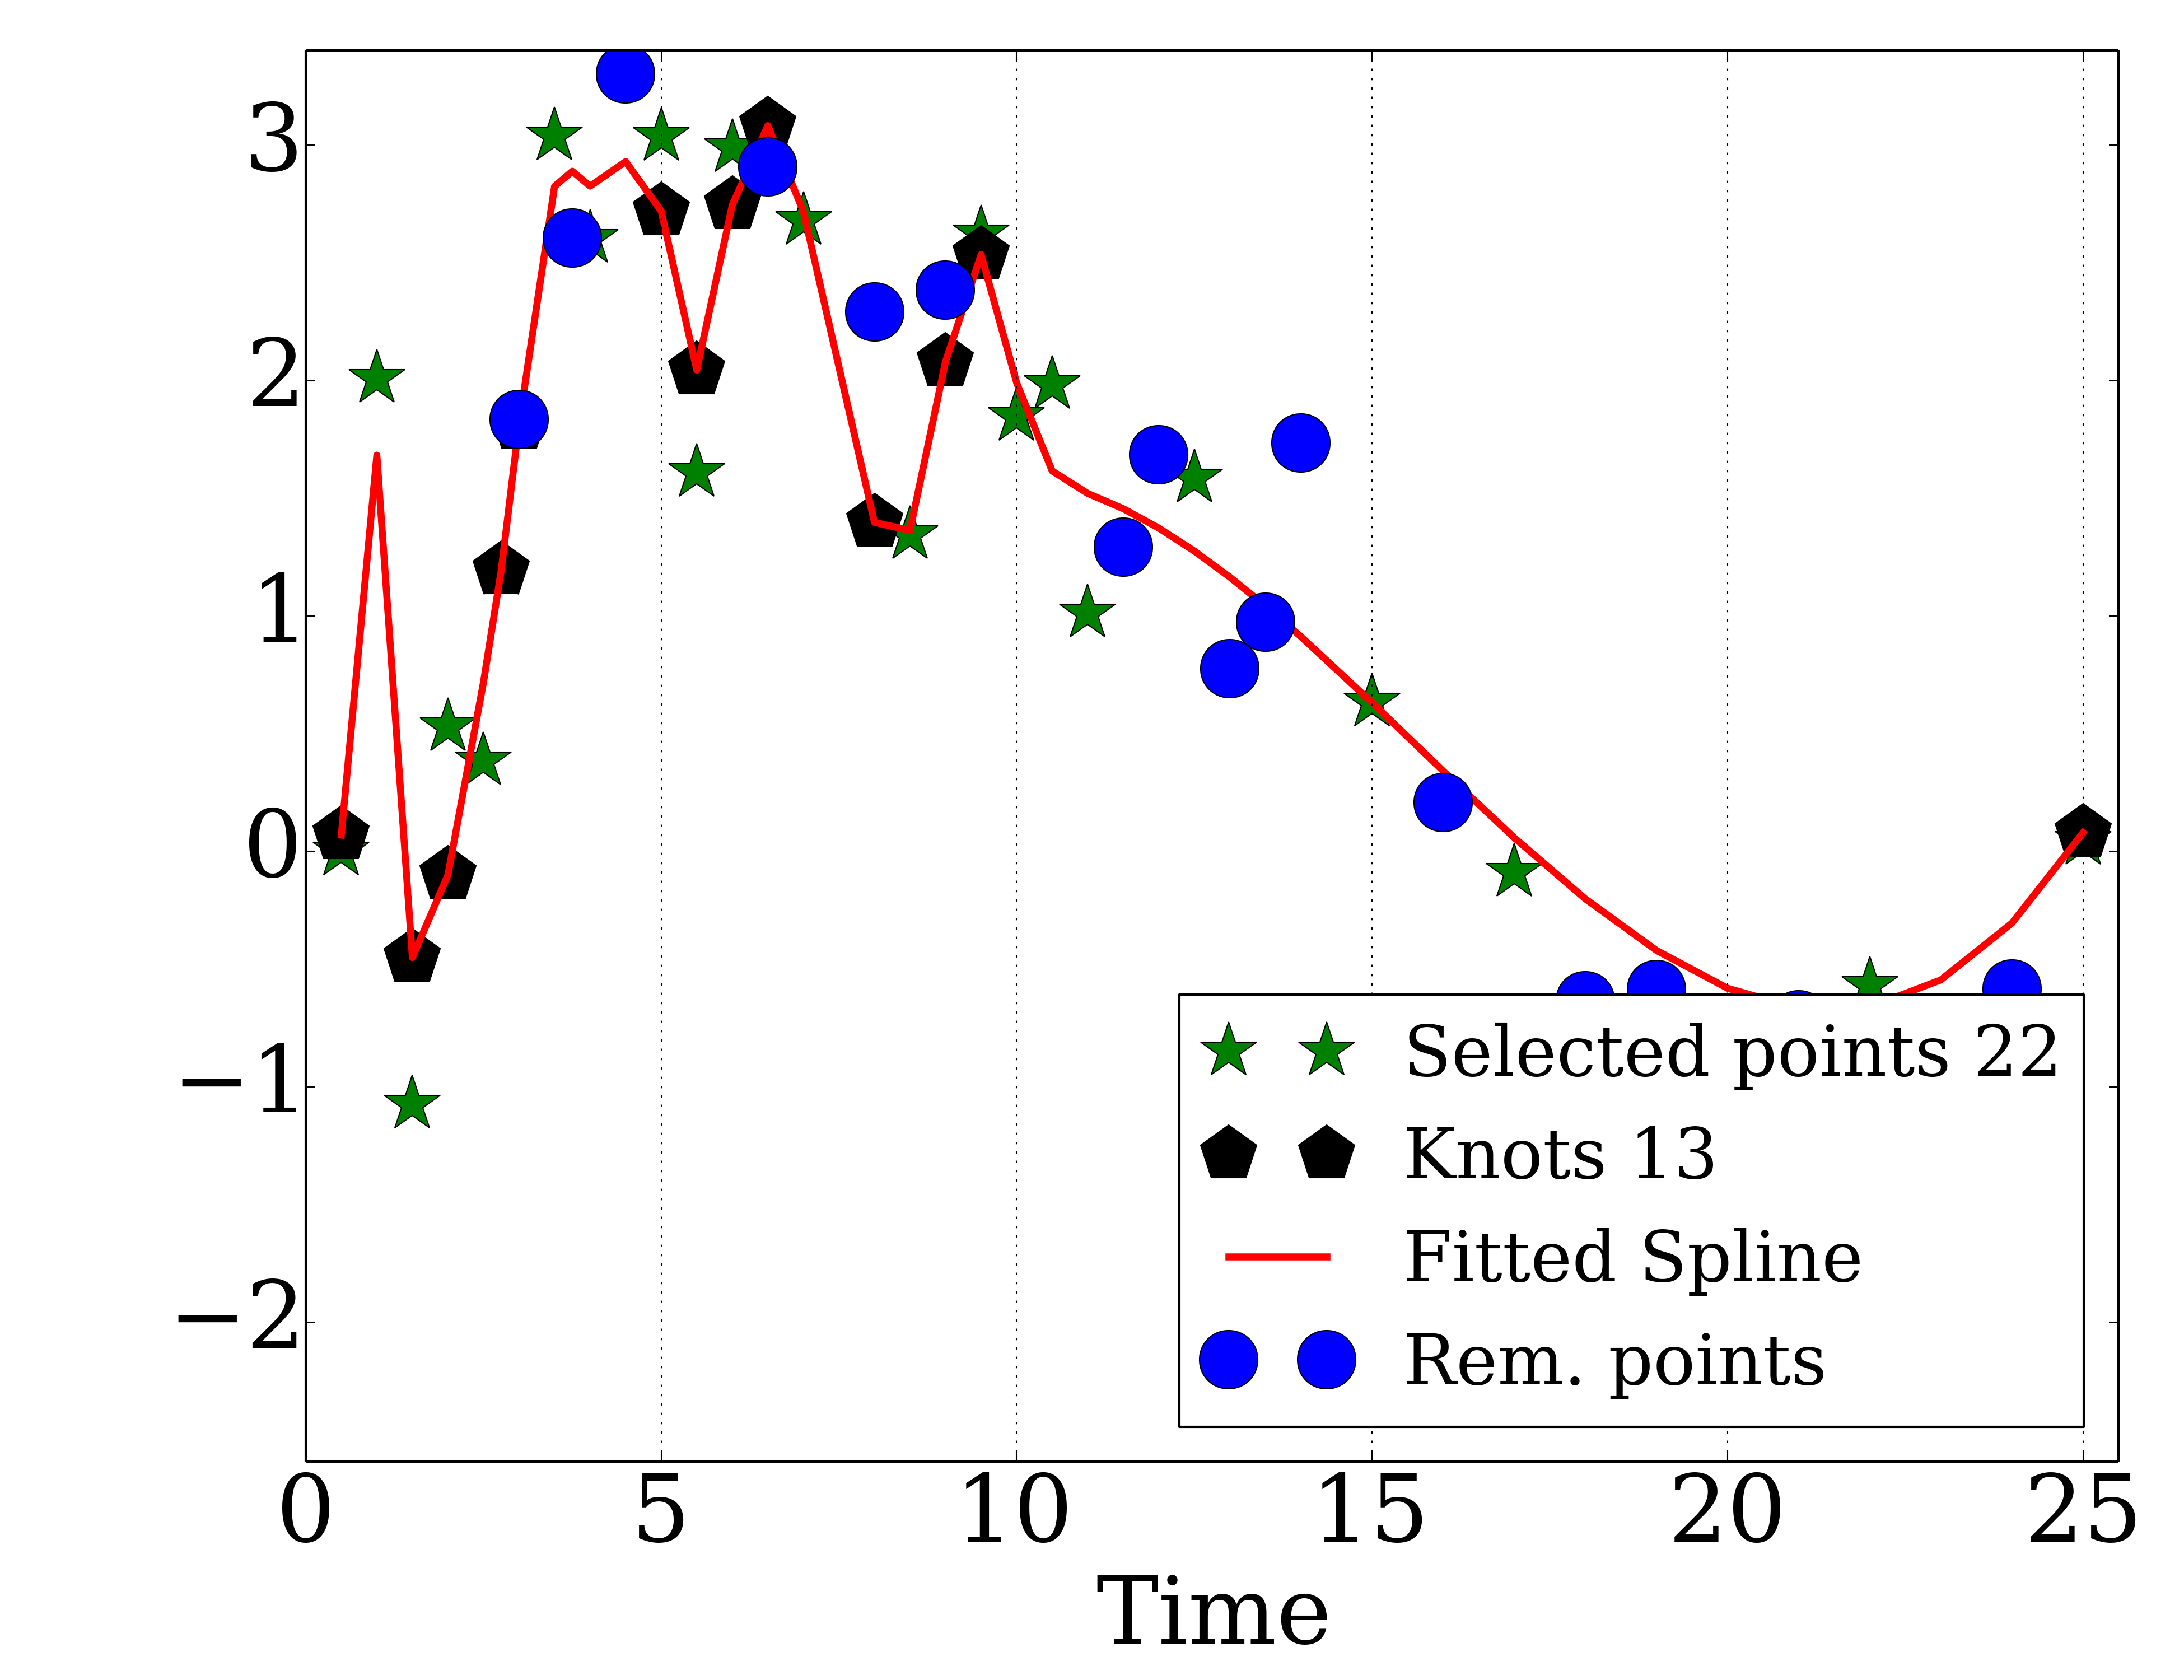 3
2
1
0
−1
−2
Selected points 22
Knots 13
Fitted Spline
Rem. points
0 5 10 15 20 25
Time